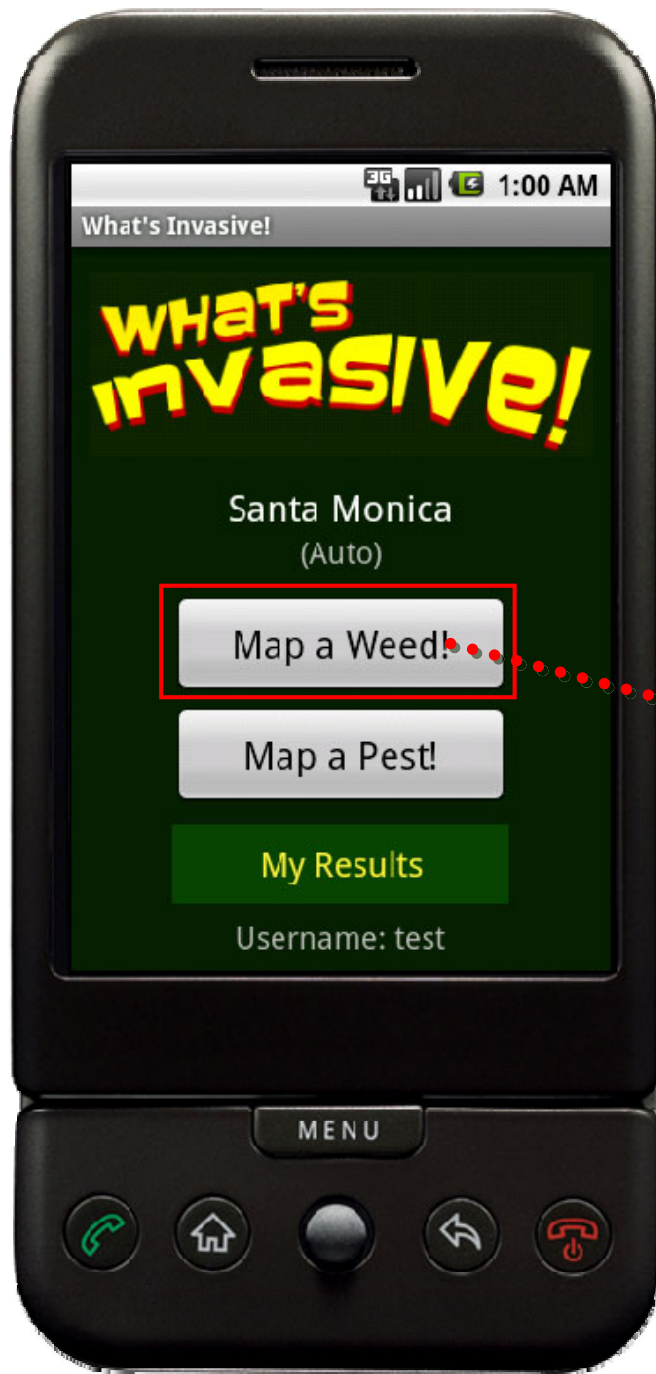 3G 1:00 AM
What's Invasive!
WHAT'S
INVASIVE!
Santa Monica
(Auto)
Map a Weed!
Map a Pest!
My Results
Username: test
MENU